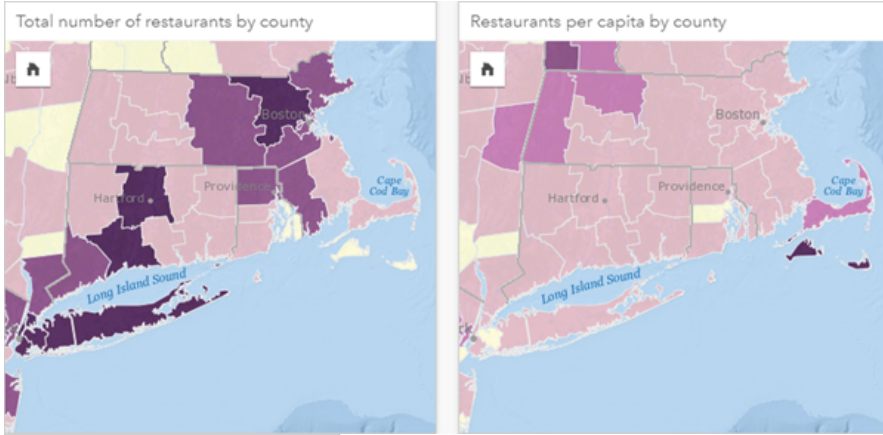 Total number of restaurants by county
Boston
Cape
Cod Bay
Hartford
Providence
Long Island Sound
Restaurants per capita by county
Boston
Cape
Cod Bay
Hartford
Providence
Long Island Sound